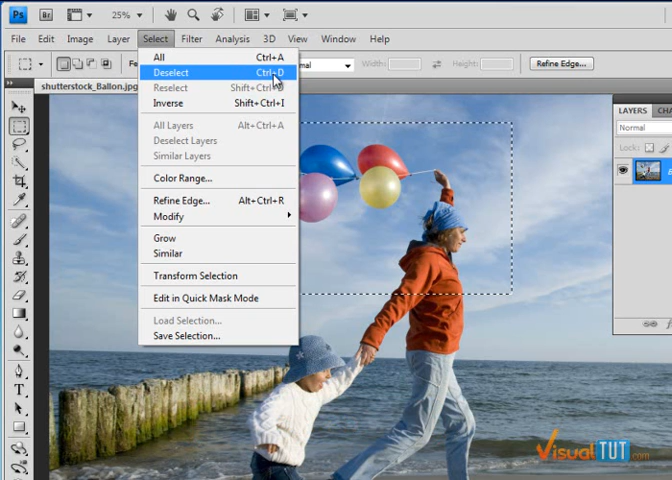 Ps Br 25%
File Edit Image Layer Select Filter Analysis 3D View Window Help
Width: Height: Refine Edge...
shutterstock_Ballon.jpg
All Ctrl+A
Deselect Ctrl+D
Reselect
Inverse Shift+Ctrl+I
All Layers Alt+Ctrl+A
Deselect Layers
Similar Layers
Color Range...
Refine Edge... Alt+Ctrl+R
Modify
Grow
Similar
Transform Selection
Edit in Quick Mask Mode
Load Selection...
Save Selection...
LAYERS
Normal
Lock:
VisualTUT.com